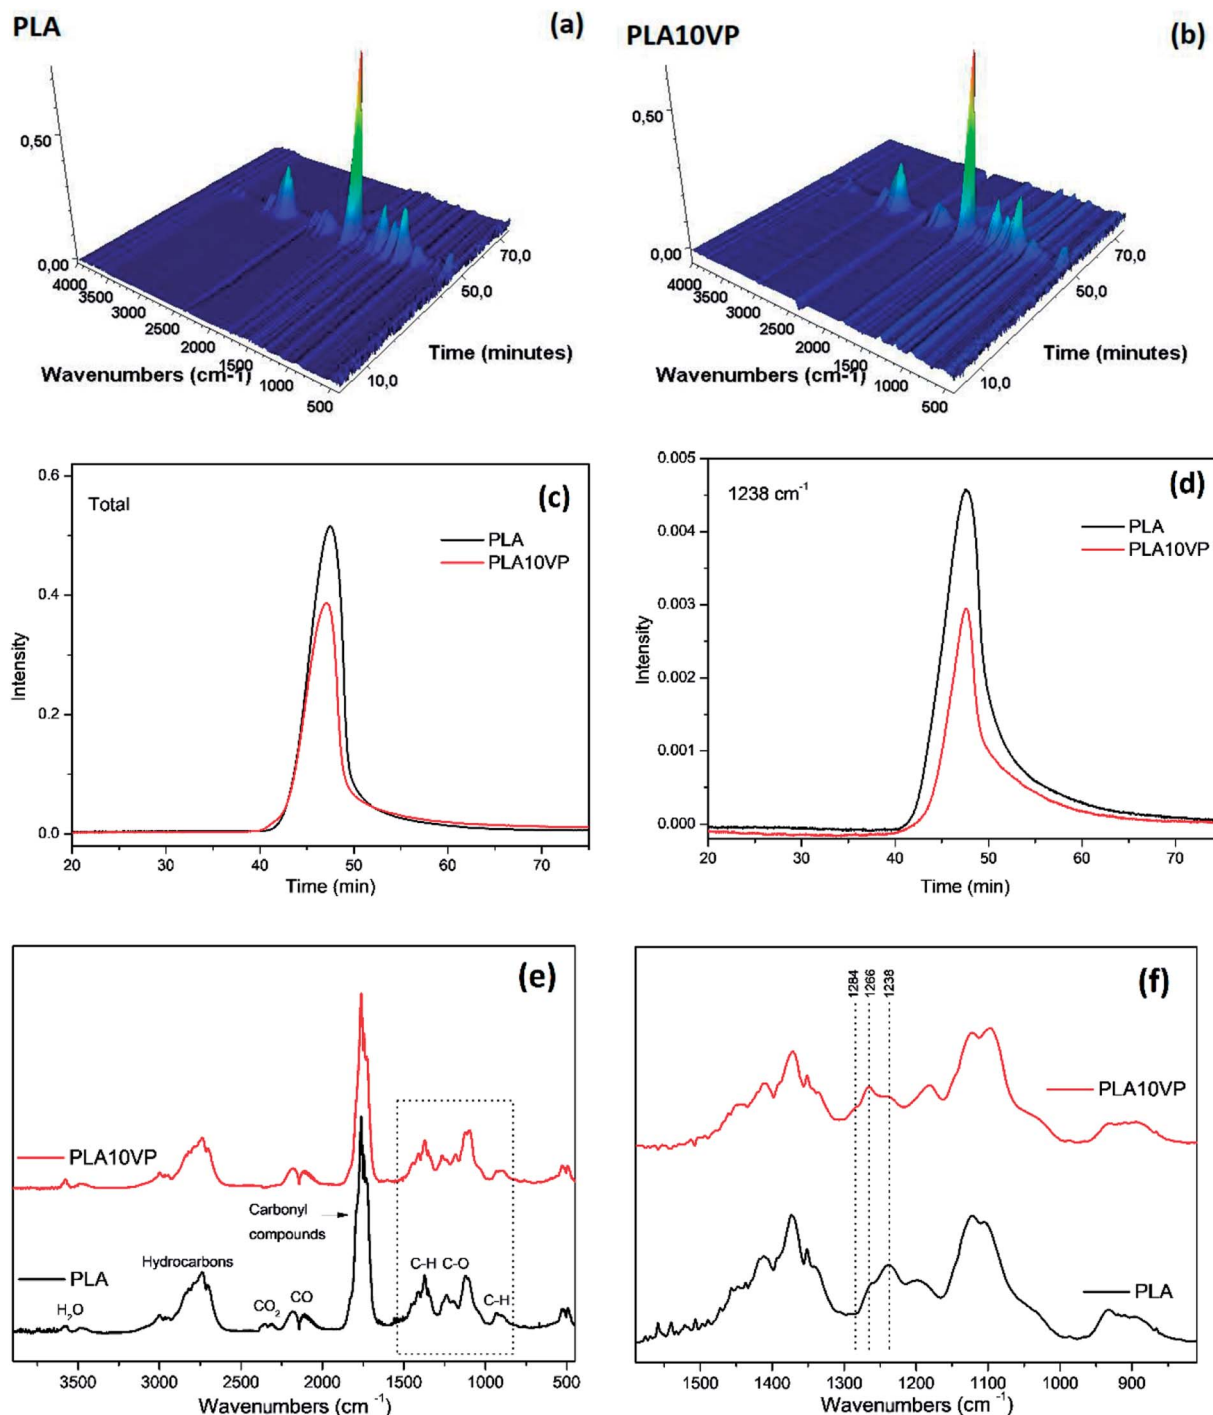 PLA
(a)
0,50
0,00
4000
3500
3000
2500
2000
1500
1000
500
Wavenumbers (cm-1)
10,0
50,0
70,0
Time (minutes)
PLA10VP
(b)
0,50
0,00
4000
3500
3000
2500
2000
1500
1000
500
Wavenumbers (cm-1)
10,0
50,0
70,0
Time (minutes)
0.6
0.4
0.2
0.0
Intensity
Total
(c)
PLA
PLA10VP
20 30 40 50 60 70
Time (min)
0.005
0.004
0.003
0.002
0.001
0.000
Intensity
1238 cm⁻¹
(d)
PLA
PLA10VP
20 30 40 50 60 70
Time (min)
(e)
PLA10VP
Carbonyl
compounds
Hydrocarbons
PLA
H₂O
CO₂
CO
C-H
C-O
C-H
3500 3000 2500 2000 1500 1000 500
Wavenumbers (cm ⁻¹)
1284
1266
1238
(f)
PLA10VP
PLA
1500 1400 1300 1200 1100 1000 900
Wavenumbers (cm ⁻¹)